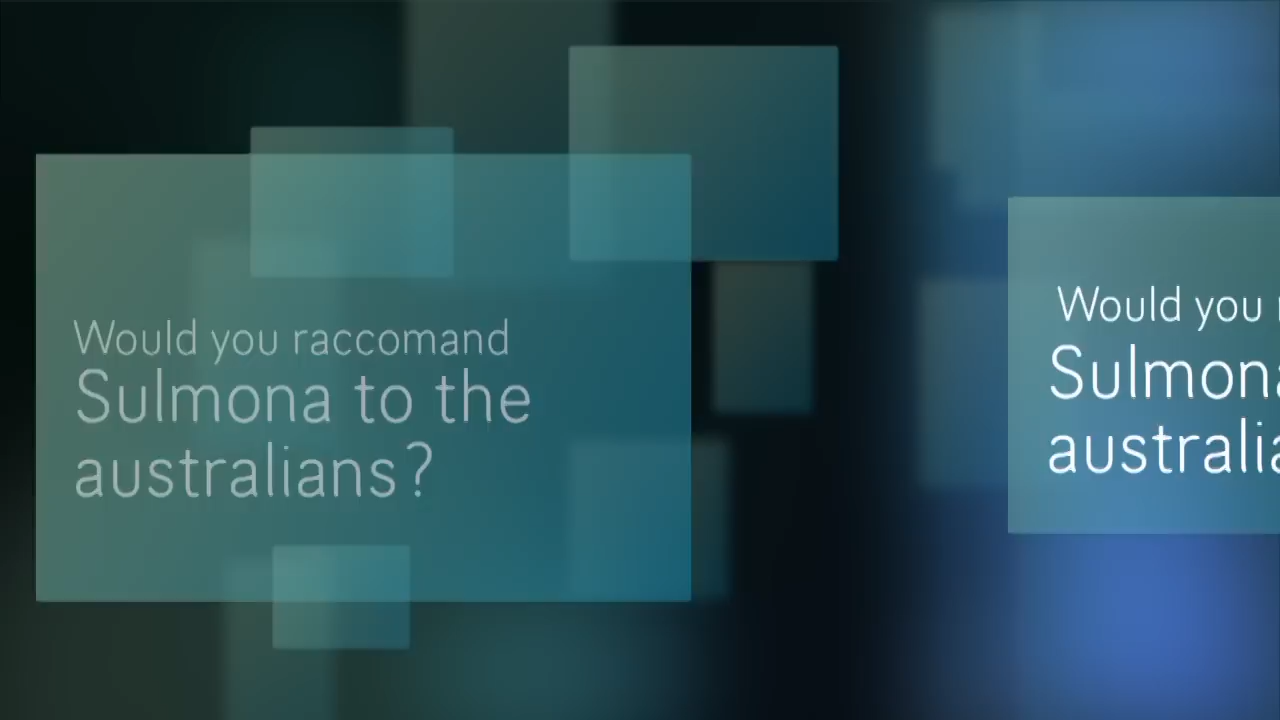 Would you raccomand
Sulmona to the
australians?
Would you
Sulmona
australia